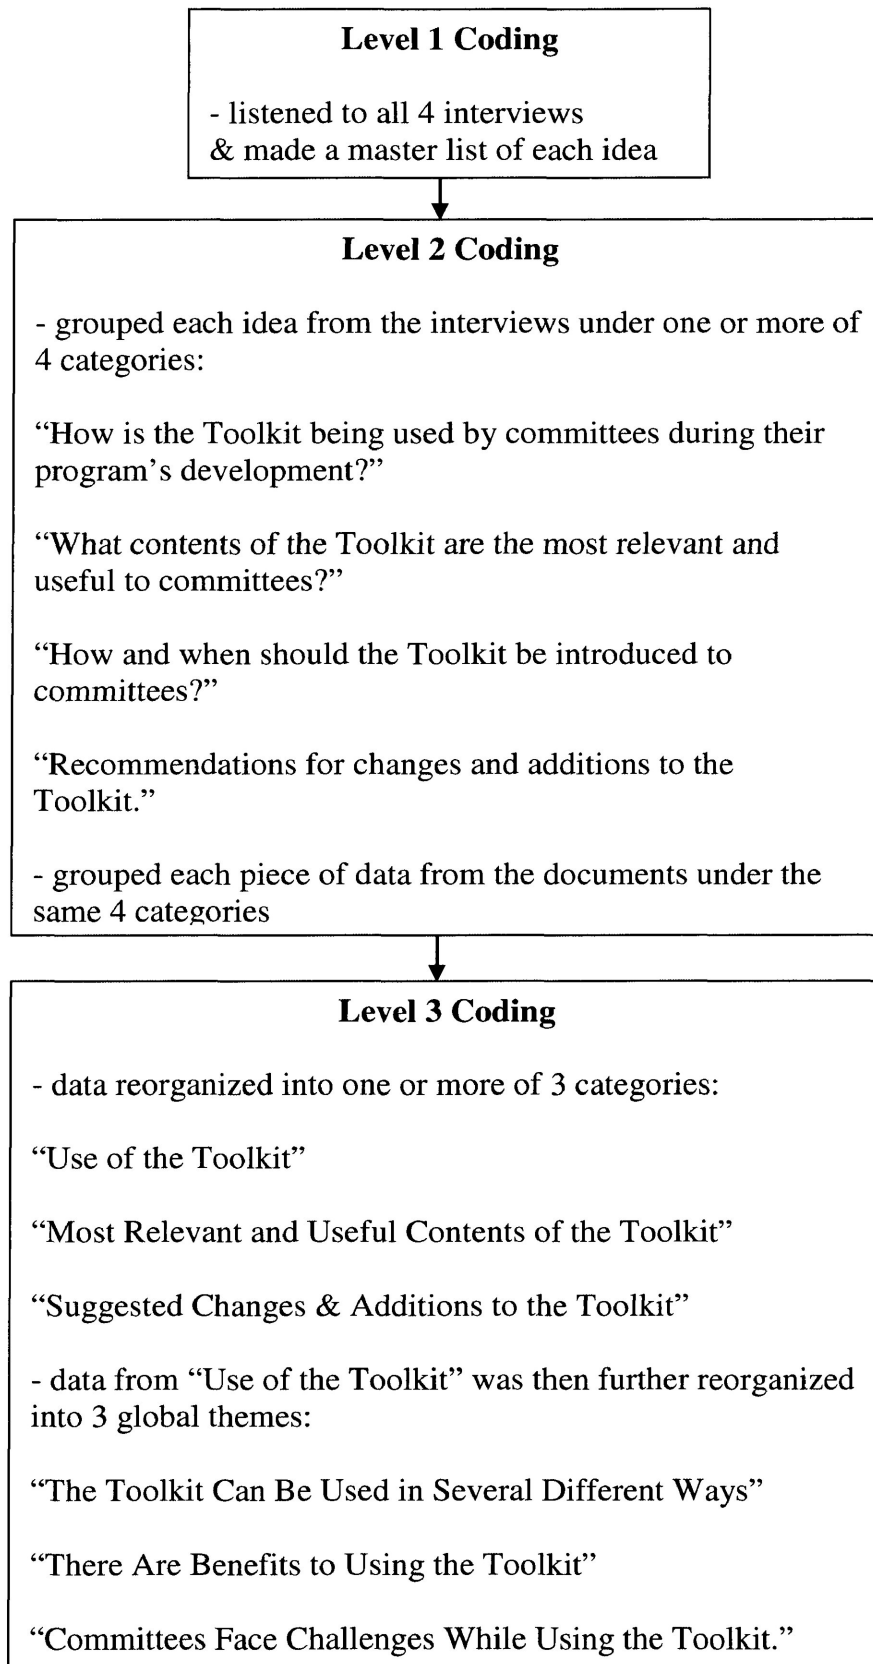 Level 1 Coding
- listened to all 4 interviews
& made a master list of each idea
Level 2 Coding
- grouped each idea from the interviews under one or more of
4 categories:
“How is the Toolkit being used by committees during their
program’s development?”
“What contents of the Toolkit are the most relevant and
useful to committees?”
“How and when should the Toolkit be introduced to
committees?”
“Recommendations for changes and additions to the
Toolkit.”
- grouped each piece of data from the documents under the
same 4 categories
Level 3 Coding
- data reorganized into one or more of 3 categories:
“Use of the Toolkit”
“Most Relevant and Useful Contents of the Toolkit”
“Suggested Changes & Additions to the Toolkit”
- data from “Use of the Toolkit” was then further reorganized
into 3 global themes:
“The Toolkit Can Be Used in Several Different Ways”
“There Are Benefits to Using the Toolkit”
“Committees Face Challenges While Using the Toolkit.”